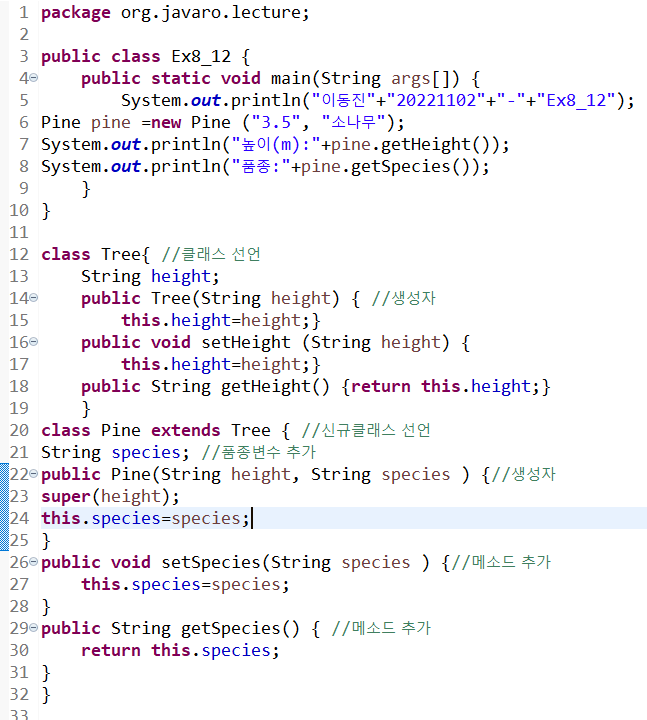 1 package org.javaro.lecture;
2
3 public class Ex8_12 {
4 public static void main(String args[]) {
5 System.out.println("이동진"+"20221102"+"-"+"Ex8_12");
6 Pine pine =new Pine ("3.5", "소나무");
7 System.out.println("높이(m):"+pine.getHeight());
8 System.out.println("품종:"+pine.getSpecies());
9 }
10 }
11
12 class Tree{ //클래스 선언
13 String height;
14 public Tree(String height) { //생성자
15 this.height=height;}
16 public void setHeight (String height) {
17 this.height=height;}
18 public String getHeight() {return this.height;}
19 }
20 class Pine extends Tree { //신규클래스 선언
21 String species; //품종변수 추가
22 public Pine(String height, String species ) {//생성자
23 super(height);
24 this.species=species;
25 }
26 public void setSpecies(String species ) {//메소드 추가
27 this.species=species;
28 }
29 public String getSpecies() { //메소드 추가
30 return this.species;
31 }
32 }
33